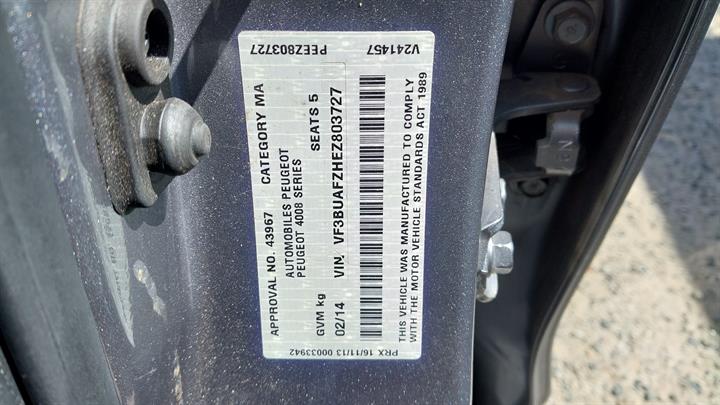 PEEZ803727 V241457
APPROVAL NO. 43967 CATEGORY MA
AUTOMOBILES PEUGEOT
PEUGEOT 4008 SERIES
GVM kg SEATS 5
02/14 VIN. VF3BUAFZHEZ803727
THIS VEHICLE WAS MANUFACTURED TO COMPLY
WITH THE MOTOR VEHICLE STANDARDS ACT 1989
PRX 16/11/13 00033942